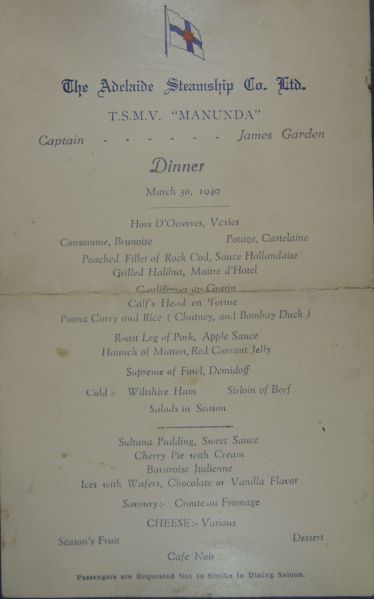 The Adelaide Steamship Co. Ltd.
T.S.M.V. "MANUNDA"
Captain - - - - - - James Garden
Dinner
March 30, 1940
Hors D'Oeuvres, Varies
Consomme, Brunoise Potage, Castelaine
Poached Fillet of Rock Cod, Sauce Hollandaise
Grilled Halibut, Maitre d'Hotel
Cauliflower au Gratin
Calf's Head en Tortue
Poona Curry and Rice ( Chutney, and Bombay Duck )
Roast Leg of Pork, Apple Sauce
Haunch of Mutton, Red Currant Jelly
Supreme of Fowl, Demidoff
Cold :- Wiltshire Ham Sirloin of Beef
Salads in Season
Sultana Pudding, Sweet Sauce
Cherry Pie with Cream
Bavaroise Italienne
Ices with Wafers, Chocolate or Vanilla Flavor
Savoury:- Croute au Fromage
CHEESE :- Various
Season's Fruit Dessert
Cafe Noir
Passengers are Requested Not to Smoke in Dining Saloon.